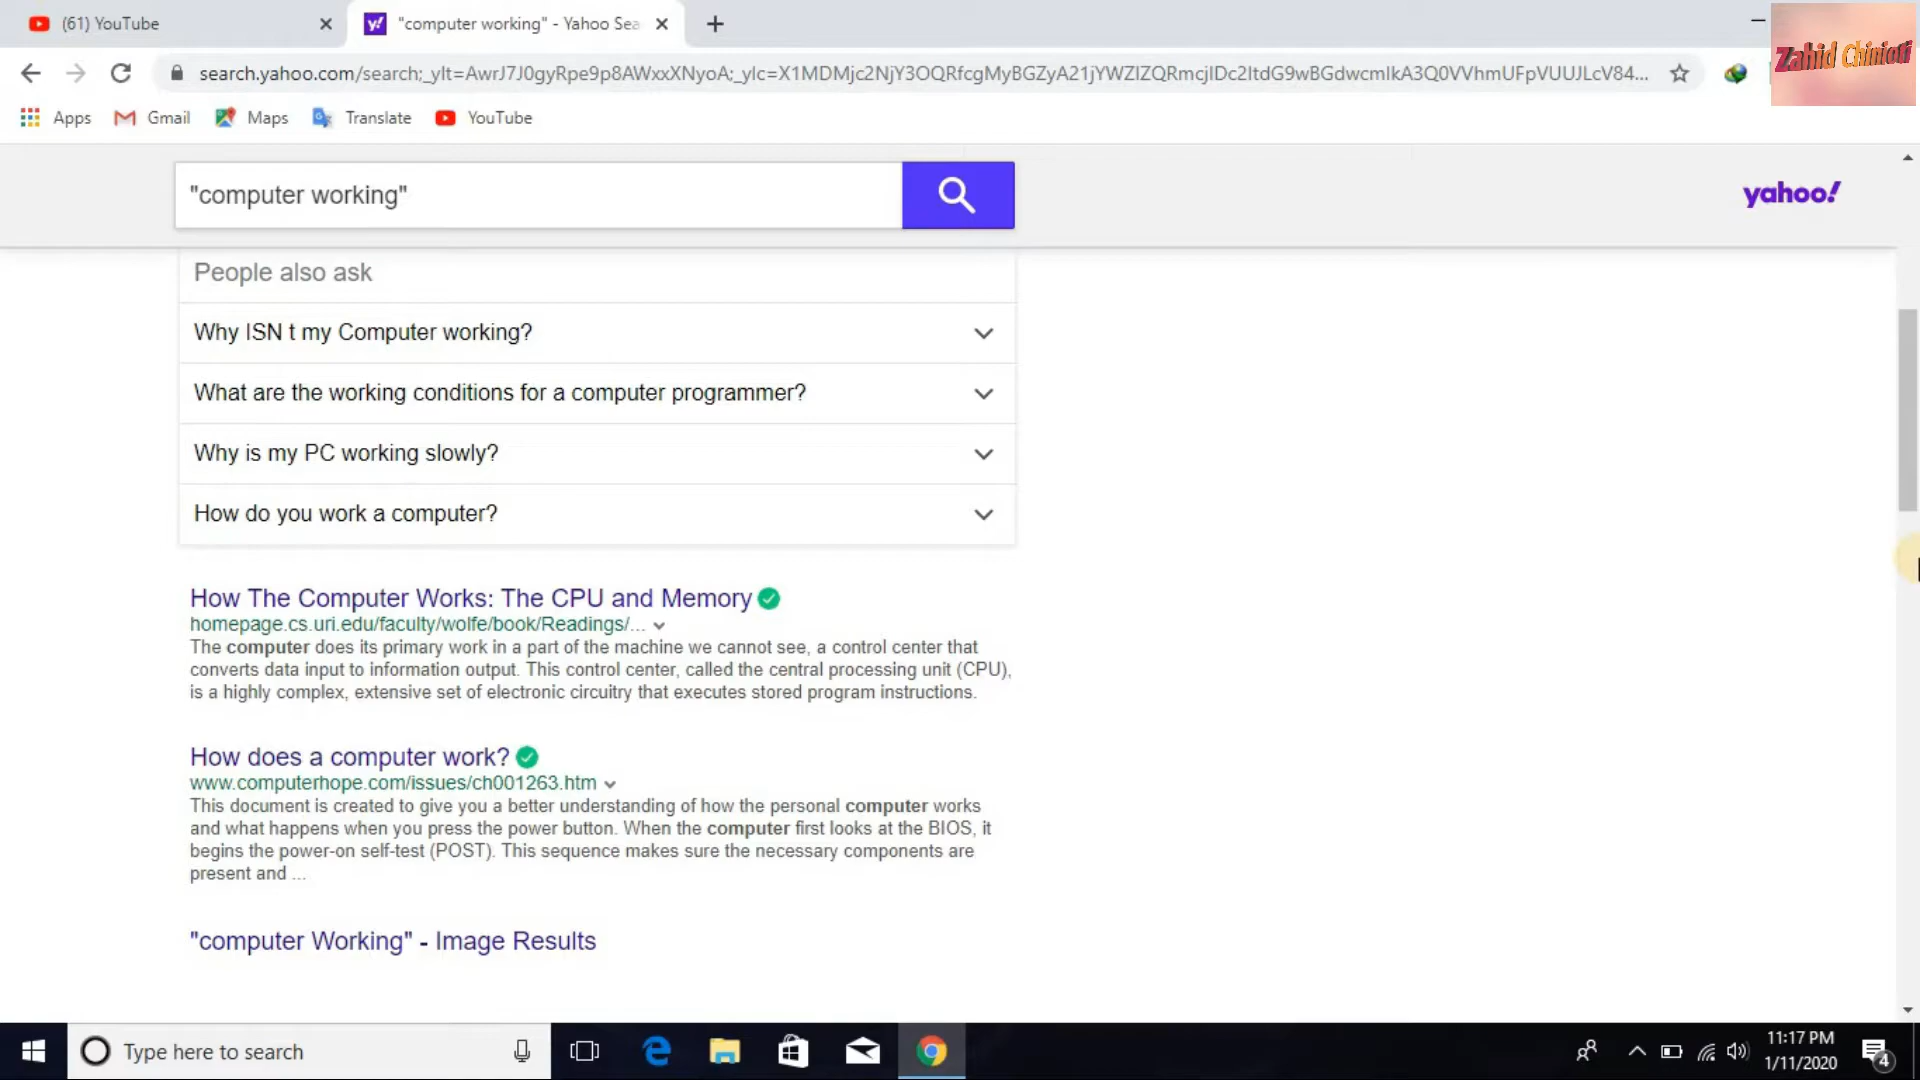 (61) YouTube
"computer working" - Yahoo Sea
Zahid Chinioti
search.yahoo.com/search;_ylt=AwrJ7J0gyRpe9p8AWxxXNyoA;_ylc=X1MDMjc2NjY3OQRfcgMyBGZyA21jYWZlZQRmcjIDc2ItdG9wBGdwcmlkA3Q0VVhmUFpVUUJLcV84...
Apps
Gmail
Maps
Translate
YouTube
"computer working"
yahoo!
People also ask
Why ISN t my Computer working?
What are the working conditions for a computer programmer?
Why is my PC working slowly?
How do you work a computer?
How The Computer Works: The CPU and Memory
homepage.cs.uri.edu/faculty/wolfe/book/Readings/...
The computer does its primary work in a part of the machine we cannot see, a control center that
converts data input to information output. This control center, called the central processing unit (CPU),
is a highly complex, extensive set of electronic circuitry that executes stored program instructions.
How does a computer work?
www.computerhope.com/issues/ch001263.htm
This document is created to give you a better understanding of how the personal computer works
and what happens when you press the power button. When the computer first looks at the BIOS, it
begins the power-on self-test (POST). This sequence makes sure the necessary components are
present and ...
"computer Working" - Image Results
Type here to search
11:17 PM
1/11/2020
4